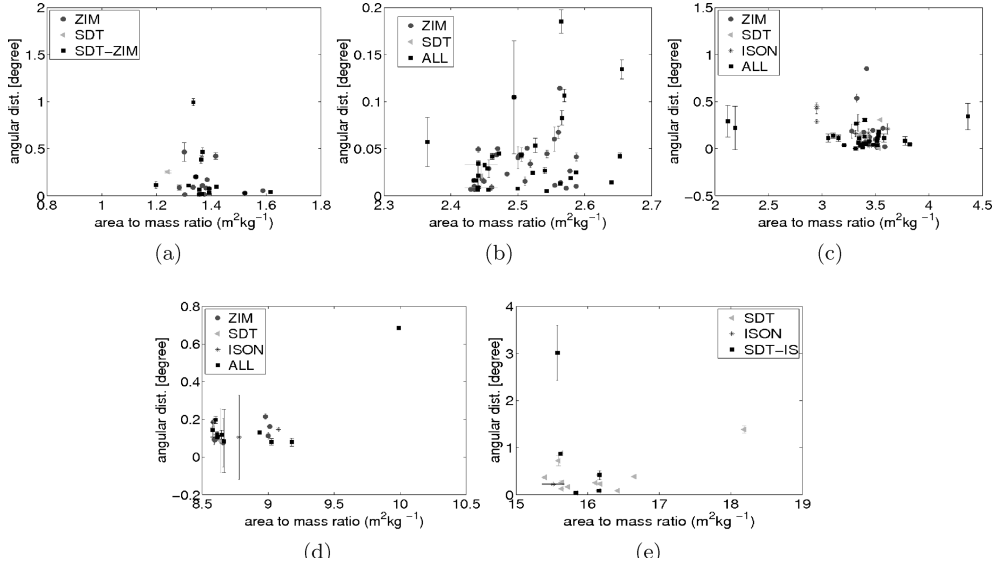 angular dist. [degree]
2
1.5
1
0.5
0
0.8 1 1.2 1.4 1.6 1.8
area to mass ratio (m²kg⁻¹)
ZIM
SDT
SDT-ZIM
(a)
angular dist. [degree]
0.2
0.15
0.1
0.05
0
2.3 2.4 2.5 2.6 2.7
area to mass ratio (m²kg⁻¹)
ZIM
SDT
ALL
(b)
angular dist. [degree]
1.5
1
0.5
0
-0.5
2 2.5 3 3.5 4 4.5
area to mass ratio (m²kg⁻¹)
ZIM
SDT
ISON
ALL
(c)
angular dist. [degree]
0.8
0.6
0.4
0.2
0
-0.2
8.5 9 9.5 10 10.5
area to mass ratio (m²kg⁻¹)
ZIM
SDT
ISON
ALL
(d)
angular dist. [degree]
4
3
2
1
0
15 16 17 18 19
area to mass ratio (m²kg⁻¹)
SDT
ISON
SDT-IS
(e)